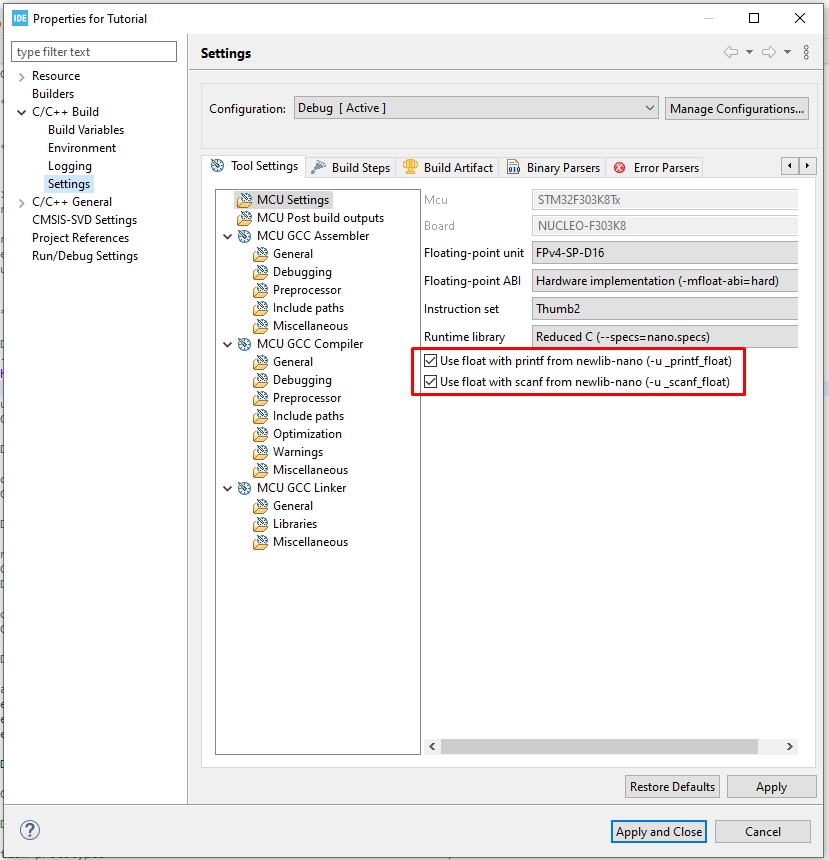 IDE Properties for Tutorial
type filter text
Resource
Builders
C/C++ Build
Build Variables
Environment
Logging
Settings
C/C++ General
CMSIS-SVD Settings
Project References
Run/Debug Settings
Settings
Configuration: Debug [ Active ] Manage Configurations...
Tool Settings Build Steps Build Artifact Binary Parsers Error Parsers
MCU Settings
MCU Post build outputs
MCU GCC Assembler
General
Debugging
Preprocessor
Include paths
Miscellaneous
MCU GCC Compiler
General
Debugging
Preprocessor
Include paths
Optimization
Warnings
Miscellaneous
MCU GCC Linker
General
Libraries
Miscellaneous
Mcu STM32F303K8Tx
Board NUCLEO-F303K8
Floating-point unit FPv4-SP-D16
Floating-point ABI Hardware implementation (-mfloat-abi=hard)
Instruction set Thumb2
Runtime library Reduced C (--specs=nano.specs)
Use float with printf from newlib-nano (-u _printf_float)
Use float with scanf from newlib-nano (-u _scanf_float)
Restore Defaults Apply
? Apply and Close Cancel